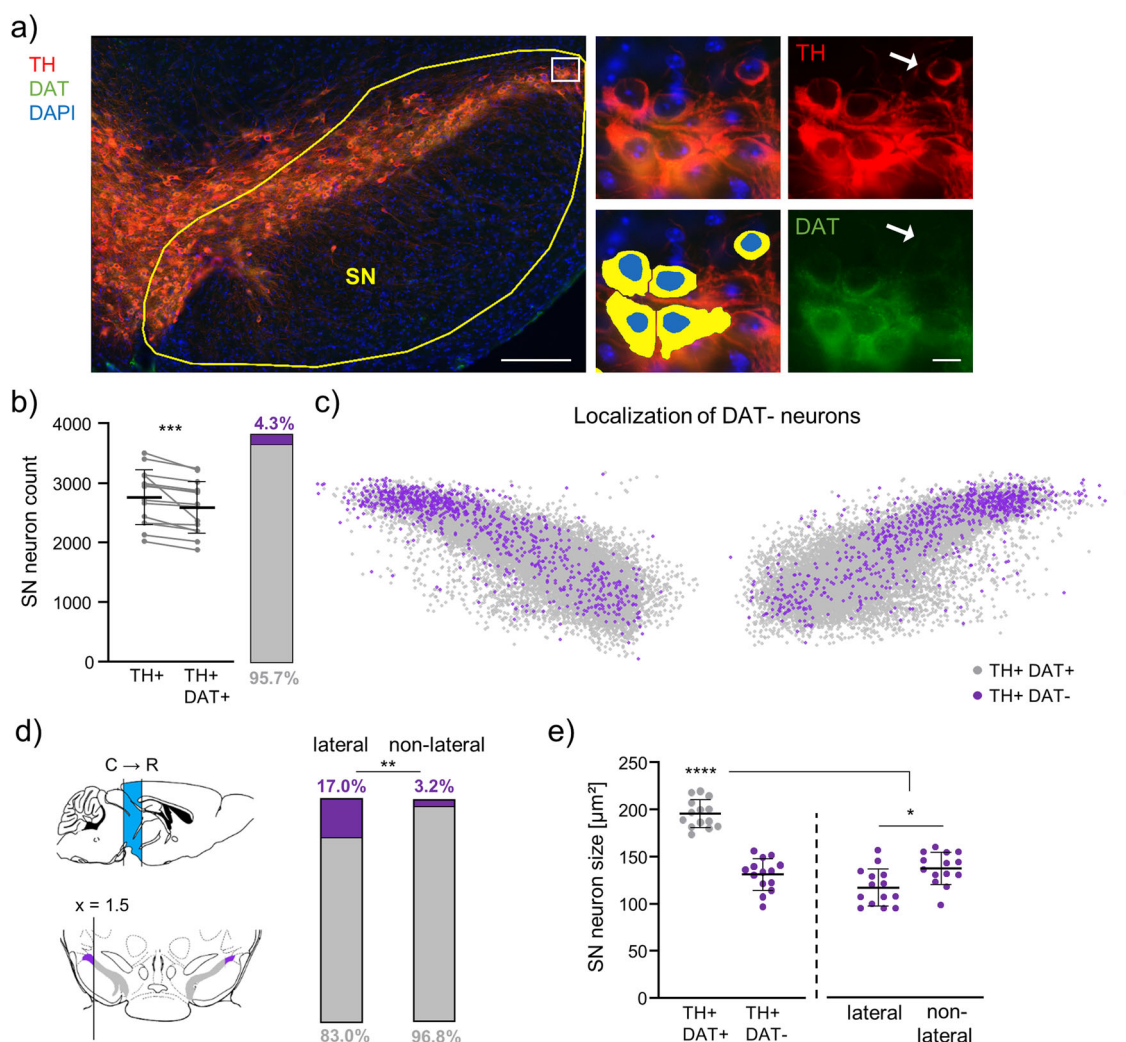 a)
TH
DAT
DAPI
SN
TH
DAT
b)
4000
3000
2000
1000
0
SN neuron count
***
TH+
TH+
DAT+
4.3%
95.7%
c)
Localization of DAT- neurons
TH+ DAT+
TH+ DAT-
d)
C → R
x = 1.5
lateral
non-lateral
**
17.0%
3.2%
83.0%
96.8%
e)
250
200
150
100
50
0
SN neuron size [µm²]
****
*
TH+
DAT+
TH+
DAT-
lateral
non-
lateral